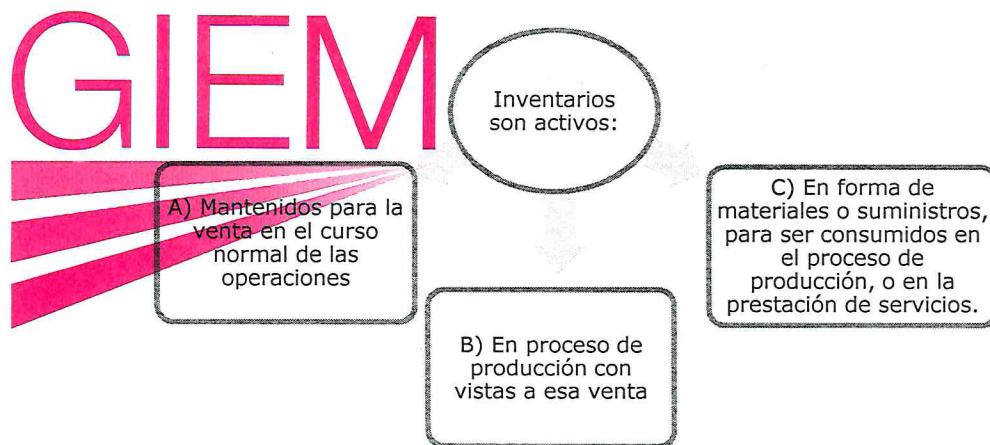 GIEM
Inventarios
son activos:
A) Mantenidos para la
venta en el curso
normal de las
operaciones
B) En proceso de
producción con
vistas a esa venta
C) En forma de
materiales o suministros,
para ser consumidos en
el proceso de
producción, o en la
prestación de servicios.